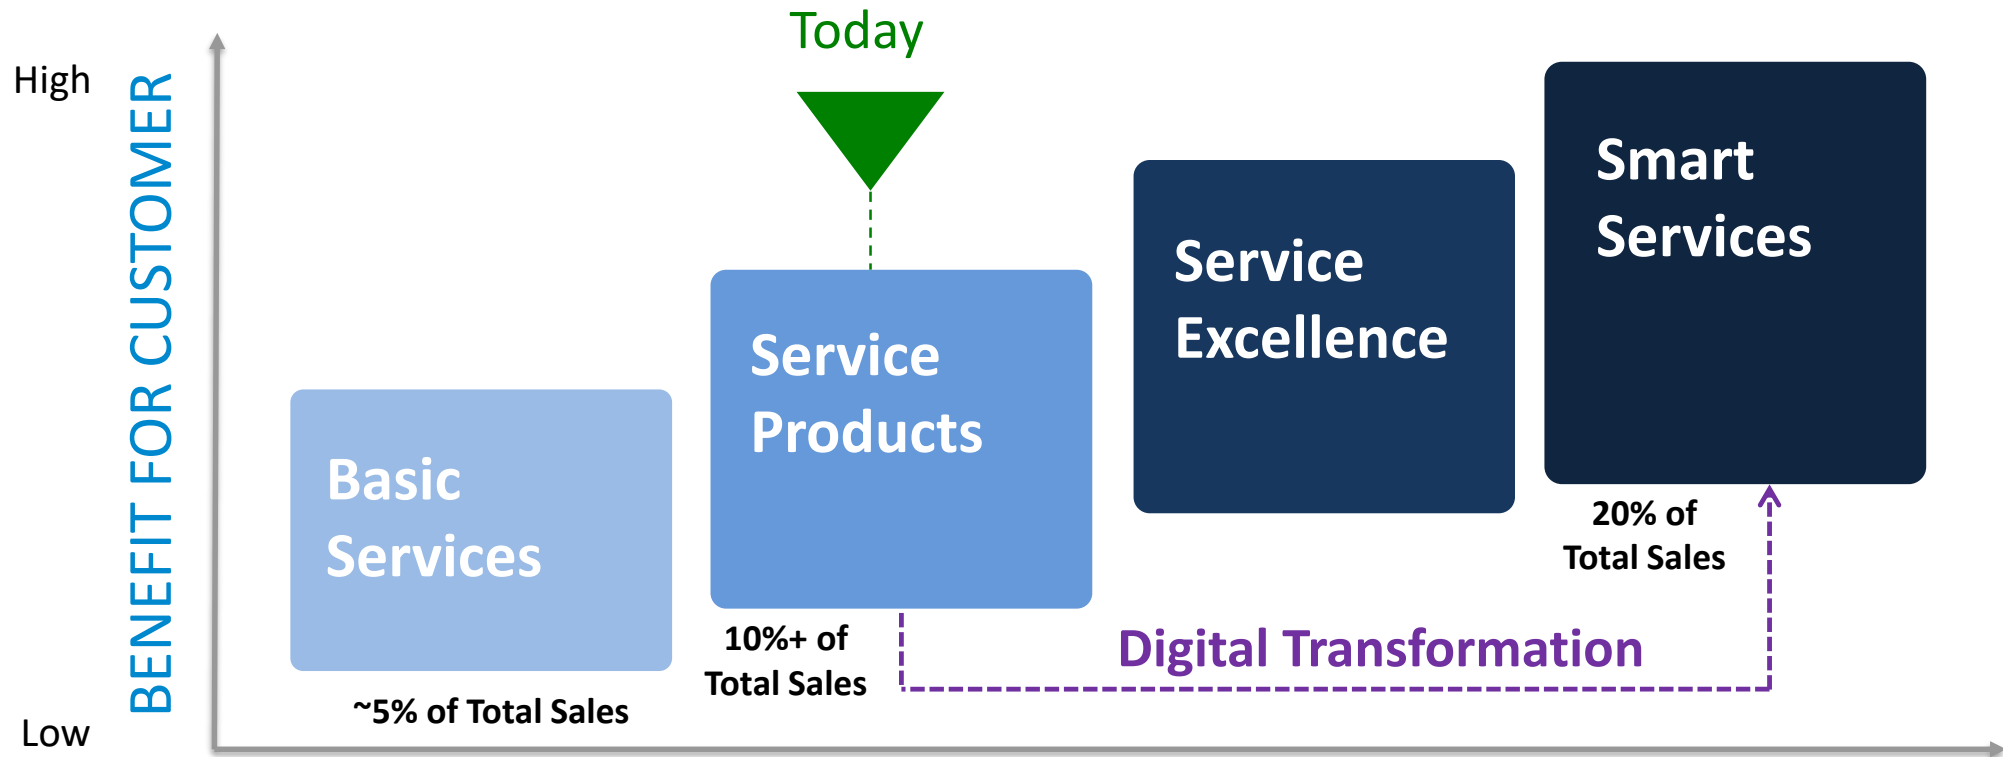 Today
High
BENEFIT FOR CUSTOMER
Low
Basic
Services
~5% of Total Sales
Service
Products
10%+ of
Total Sales
Service
Excellence
Smart
Services
20% of
Total Sales
Digital Transformation